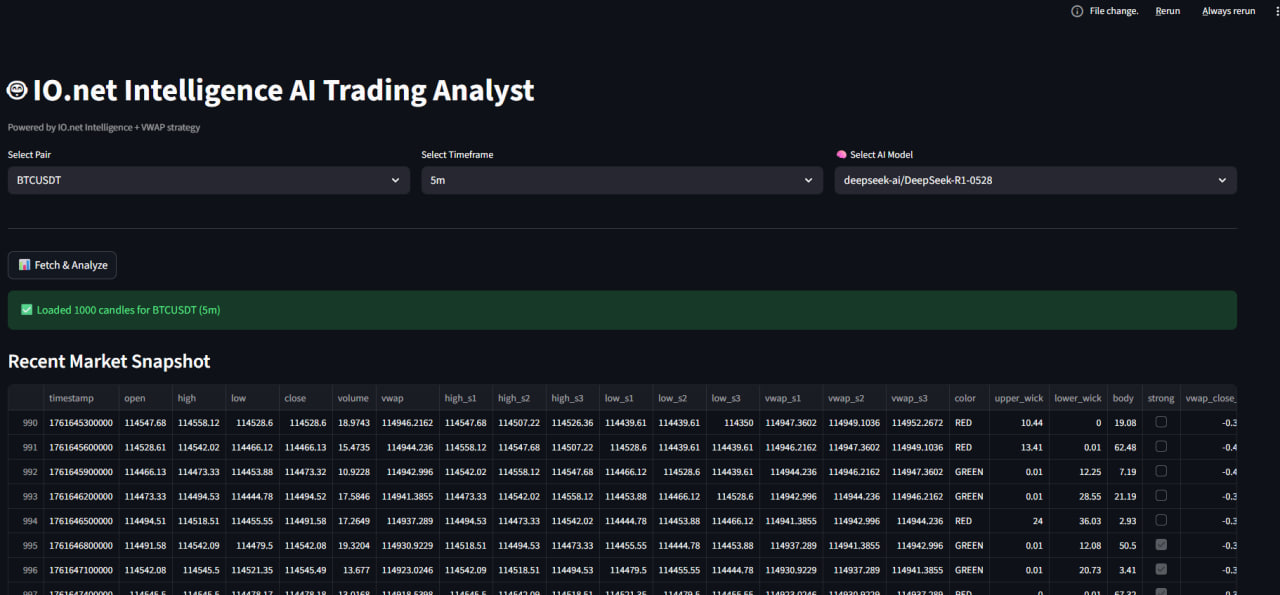 File change. Rerun Always rerun
IO.net Intelligence AI Trading Analyst
Powered by IO.net Intelligence + VWAP strategy
Select Pair Select Timeframe Select AI Model
BTCUSDT 5m deepseek-ai/DeepSeek-R1-0528
Fetch & Analyze
Loaded 1000 candles for BTCUSDT (5m)
Recent Market Snapshot
timestamp open high low close volume vwap high_s1 high_s2 high_s3 low_s1 low_s2 low_s3 vwap_s1 vwap_s2 vwap_s3 color upper_wick lower_wick body strong vwap_close_
990 1761645300000 114547.68 114558.12 114528.6 114528.6 18.9743 114946.2162 114547.68 114507.22 114526.36 114439.61 114439.61 114350 114947.3602 114949.1036 114952.2672 RED 10.44 0 19.08 -0.3
991 1761645600000 114528.61 114542.02 114466.12 114466.13 15.4735 114944.236 114558.12 114547.68 114507.22 114528.6 114439.61 114439.61 114946.2162 114947.3602 114949.1036 RED 13.41 0.01 62.48 -0.4
992 1761645900000 114466.13 114473.33 114453.88 114473.32 10.9228 114942.996 114542.02 114558.12 114547.68 114466.12 114528.6 114439.61 114944.236 114946.2162 114947.3602 GREEN 0.01 12.25 7.19 -0.4
993 1761646200000 114473.33 114494.53 114444.78 114494.52 17.5846 114941.3855 114473.33 114542.02 114558.12 114453.88 114466.12 114528.6 114942.996 114944.236 114946.2162 GREEN 0.01 28.55 21.19 -0.3
994 1761646500000 114494.51 114518.51 114455.55 114491.58 17.2649 114937.289 114494.53 114473.33 114542.02 114444.78 114453.88 114466.12 114941.3855 114942.996 114944.236 RED 24 36.03 2.93 -0.3
995 1761646800000 114491.58 114542.09 114479.5 114542.08 19.3204 114930.9229 114518.51 114494.53 114473.33 114455.55 114444.78 114453.88 114937.289 114941.3855 114942.996 GREEN 0.01 12.08 50.5 -0.3
996 1761647100000 114542.08 114545.5 114521.35 114545.49 13.677 114923.0246 114542.09 114518.51 114494.53 114479.5 114455.55 114444.78 114930.9229 114937.289 114941.3855 GREEN 0.01 20.73 3.41 -0.3